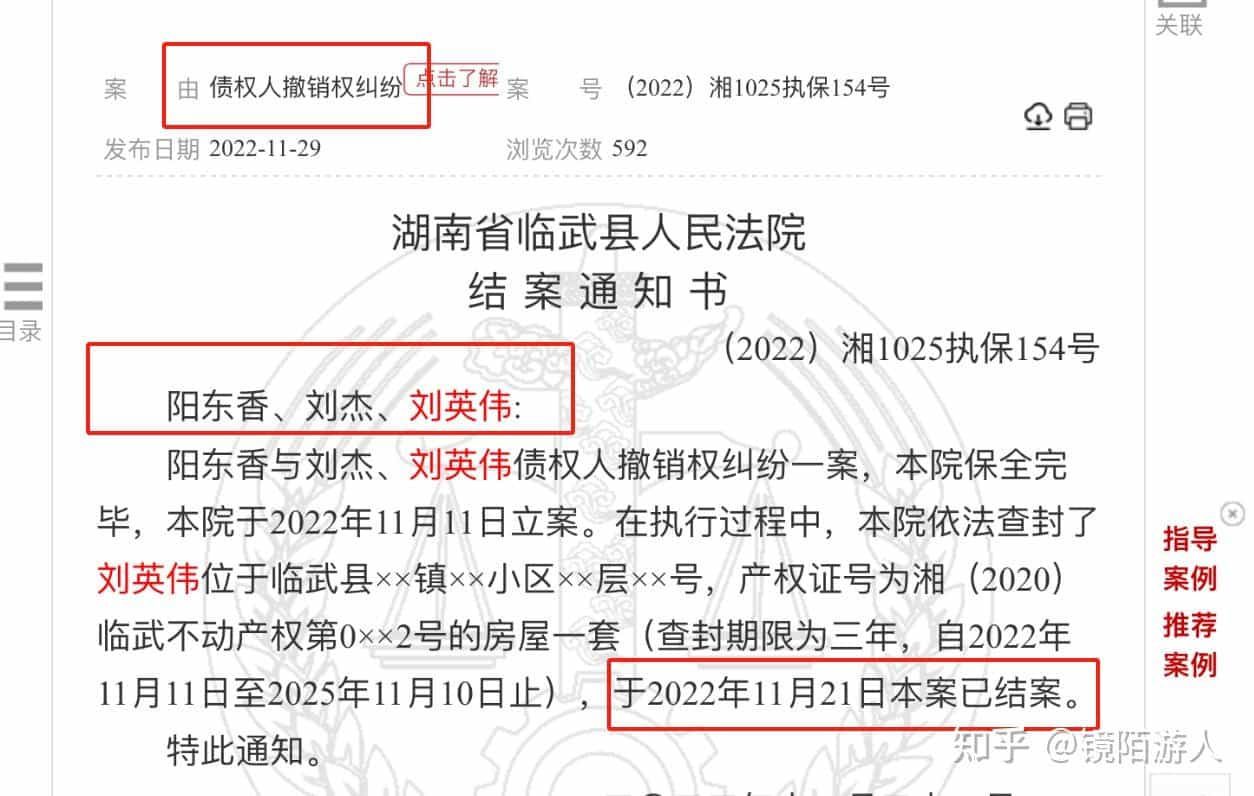 关联
案 由 债权人撤销权纠纷 点击了解 案 号 （2022）湘1025执保154号
发布日期 2022-11-29 浏览次数 592
湖南省临武县人民法院
结案通知书
（2022）湘1025执保154号
目录
阳东香、刘杰、刘英伟:
阳东香与刘杰、刘英伟债权人撤销权纠纷一案，本院保全完
毕，本院于2022年11月11日立案。在执行过程中，本院依法查封了
刘英伟位于临武县××镇××小区××层××号，产权证号为湘（2020）
临武不动产权第0××2号的房屋一套（查封期限为三年，自2022年
11月11日至2025年11月10日止），于2022年11月21日本案已结案。
特此通知。
指导
案例
推荐
案例
知乎 @镜陌游人